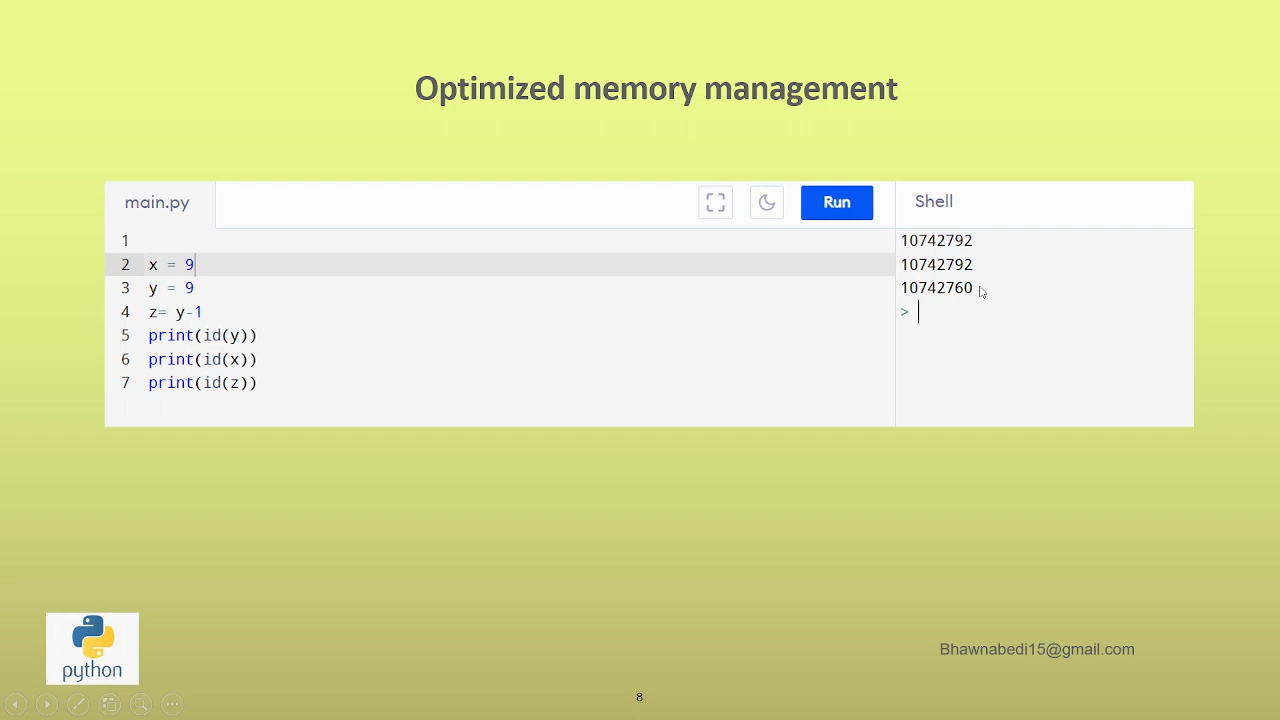 Optimized memory management
main.py
Run
Shell
1
2 x = 9
3 y = 9
4 z= y-1
5 print(id(y))
6 print(id(x))
7 print(id(z))
10742792
10742792
10742760
>
python
Bhawnabedi15@gmail.com
8